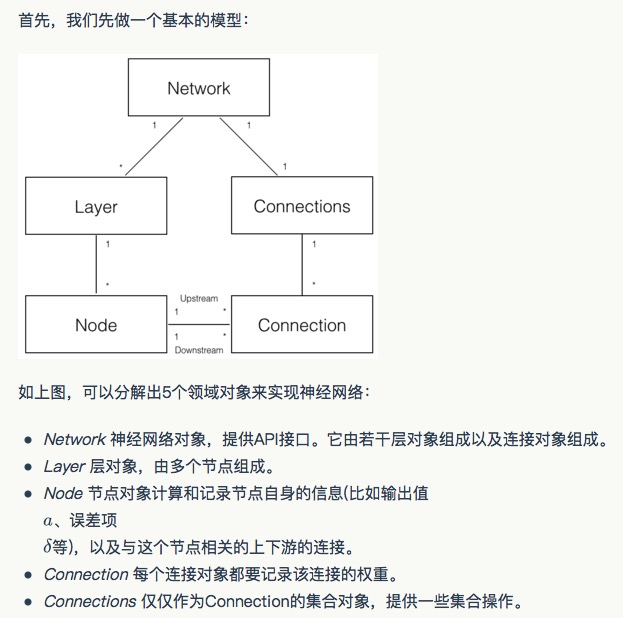 首先，我们先做一个基本的模型：
Network
1 1
* 1
Layer Connections
1 1
* *
Upstream
1 *
Node Connection
1 *
Downstream
如上图，可以分解出5个领域对象来实现神经网络：
● Network 神经网络对象，提供API接口。它由若干层对象组成以及连接对象组成。
● Layer 层对象，由多个节点组成。
● Node 节点对象计算和记录节点自身的信息(比如输出值
a、误差项
δ等)，以及与这个节点相关的上下游的连接。
● Connection 每个连接对象都要记录该连接的权重。
● Connections 仅仅作为Connection的集合对象，提供一些集合操作。